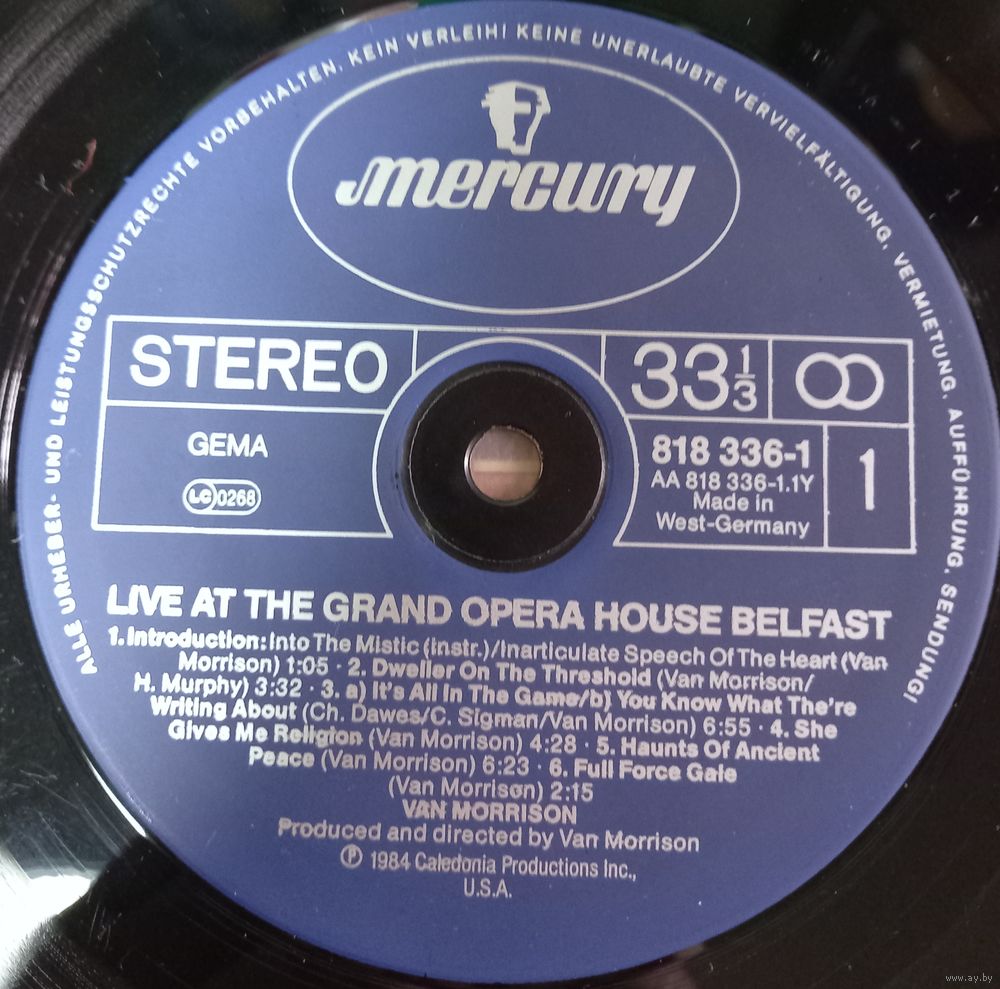 ALLE URHEBER- UND LEISTUNGSSCHUTZRECHTE VORBEHALTEN. KEIN VERLEIH! KEINE UNERLAUBTE VERVIELFÄLTIGUNG, VERMIETUNG, AUFFÜHRUNG, SENDUNG!
mercury
STEREO
33 1/3
GEMA
LC 0268
818 336-1
AA 818 336-1.1Y
Made in
West-Germany
1
LIVE AT THE GRAND OPERA HOUSE BELFAST
1. Introduction: Into The Mistic (instr.)/Inarticulate Speech Of The Heart (Van
Morrison) 1:05 · 2. Dweller On The Threshold (Van Morrison/
H. Murphy) 3:32 · 3. a) It's All In The Game/b) You Know What The're
Writing About (Ch. Dawes/C. Sigman/Van Morrison) 6:55 · 4. She
Gives Me Religion (Van Morrison) 4:28 · 5. Haunts Of Ancient
Peace (Van Morrison) 6:23 · 6. Full Force Gale
(Van Morrison) 2:15
VAN MORRISON
Produced and directed by Van Morrison
℗ 1984 Caledonia Productions Inc.,
U.S.A.
www.ay.by